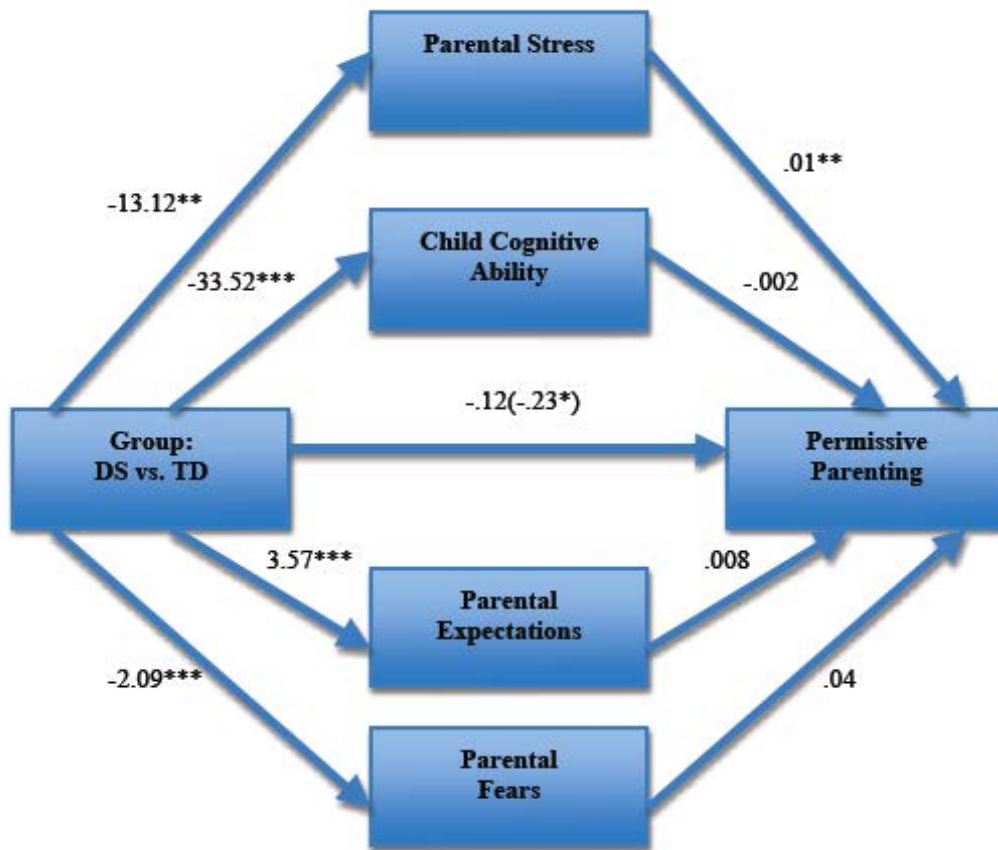 Parental Stress
.01**
-13.12**
Child Cognitive
Ability
-33.52***
-.002
-.12(-.23*)
Group:
DS vs. TD
Permissive
Parenting
3.57***
.008
Parental
Expectations
-2.09***
.04
Parental
Fears